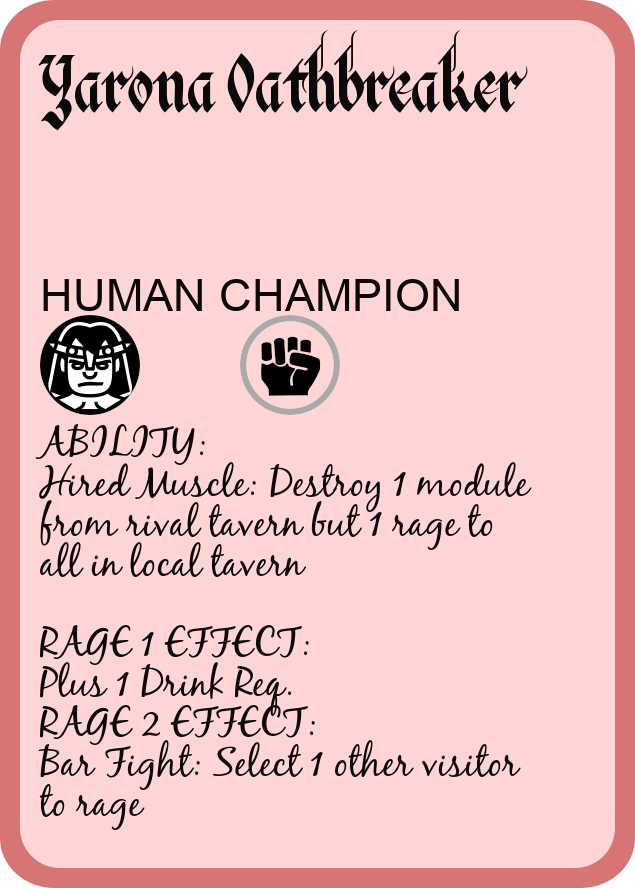 Yarona Oathbreaker
HUMAN CHAMPION
ABILITY:
Hired Muscle: Destroy 1 module
from rival tavern but 1 rage to
all in local tavern
RAGE 1 EFFECT:
Plus 1 Drink Req.
RAGE 2 EFFECT:
Bar Fight: Select 1 other visitor
to rage